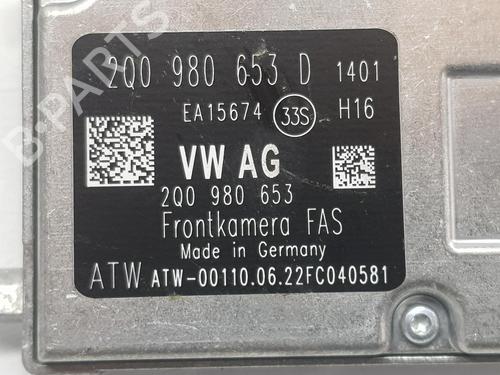 2Q0 980 653 D 1401
EA15674 33S H16
VW AG
2Q0 980 653
Frontkamera FAS
Made in Germany
ATW ATW-00110.06.22FC040581
B-PARTS